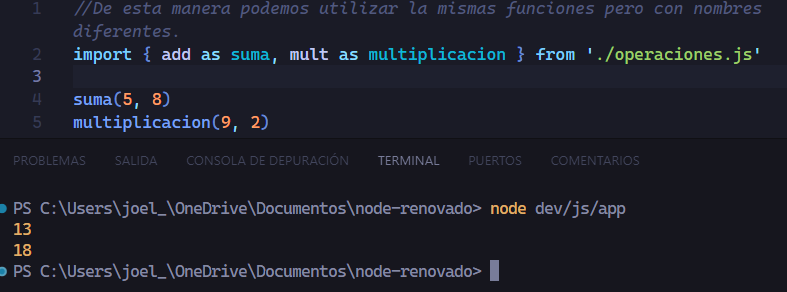 1 //De esta manera podemos utilizar la mismas funciones pero con nombres
diferentes.
2 import { add as suma, mult as multiplicacion } from './operaciones.js'
3
4 suma(5, 8)
5 multiplicacion(9, 2)
PROBLEMAS SALIDA CONSOLA DE DEPURACIÓN TERMINAL PUERTOS COMENTARIOS
PS C:\Users\joel_\OneDrive\Documentos\node-renovado> node dev/js/app
13
18
PS C:\Users\joel_\OneDrive\Documentos\node-renovado>